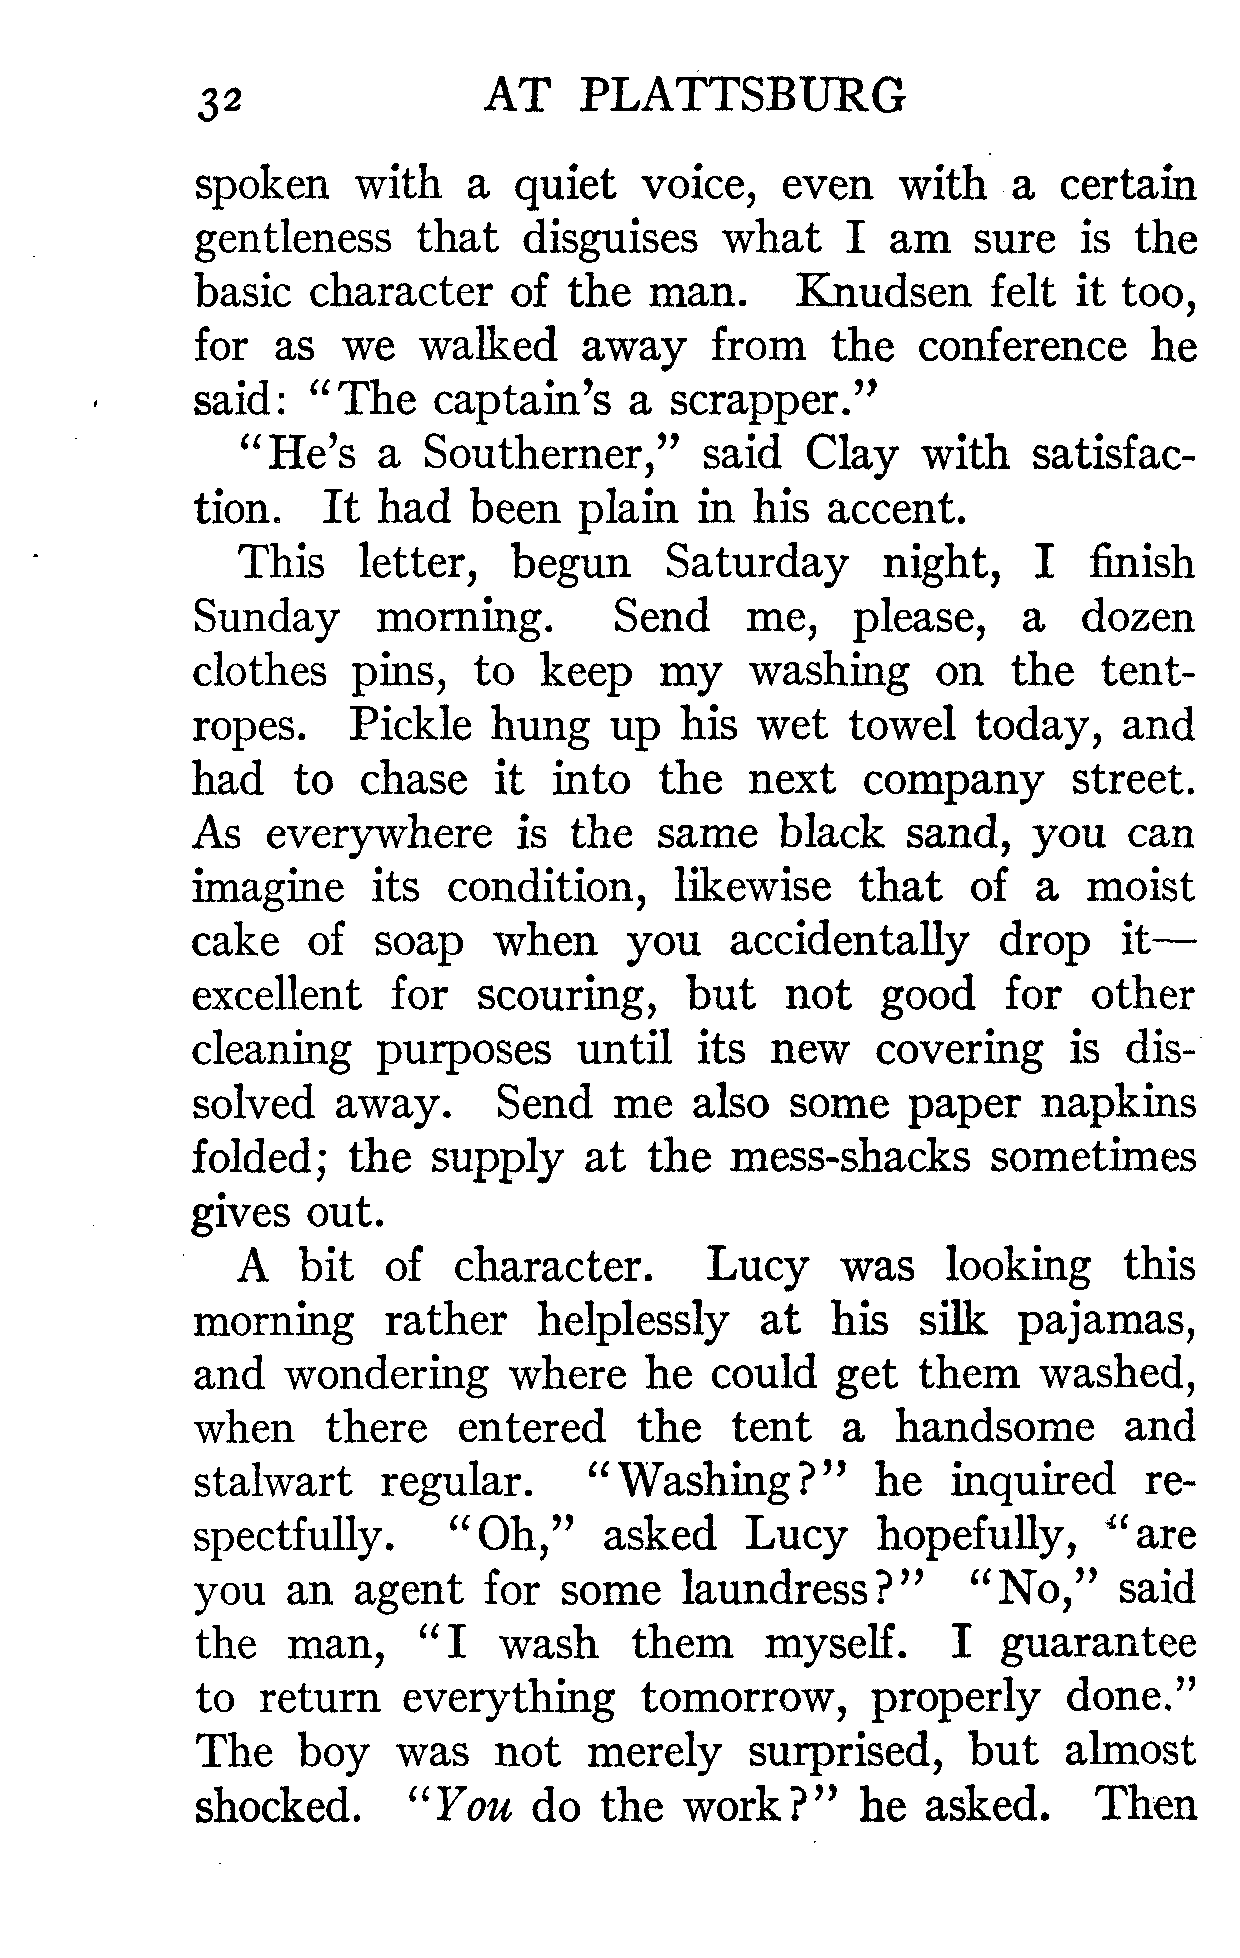 32 AT PLATTSBURG
spoken with a quiet voice, even with a certain
gentleness that disguises what I am sure is the
basic character of the man. Knudsen felt it too,
for as we walked away from the conference he
said: "The captain's a scrapper."
"He's a Southerner," said Clay with satisfac-
tion. It had been plain in his accent.
This letter, begun Saturday night, I finish
Sunday morning. Send me, please, a dozen
clothes pins, to keep my washing on the tent-
ropes. Pickle hung up his wet towel today, and
had to chase it into the next company street.
As everywhere is the same black sand, you can
imagine its condition, likewise that of a moist
cake of soap when you accidentally drop it—
excellent for scouring, but not good for other
cleaning purposes until its new covering is dis-
solved away. Send me also some paper napkins
folded; the supply at the mess-shacks sometimes
gives out.
A bit of character. Lucy was looking this
morning rather helplessly at his silk pajamas,
and wondering where he could get them washed,
when there entered the tent a handsome and
stalwart regular. "Washing?" he inquired re-
spectfully. "Oh," asked Lucy hopefully, "are
you an agent for some laundress?" "No," said
the man, "I wash them myself. I guarantee
to return everything tomorrow, properly done."
The boy was not merely surprised, but almost
shocked. "You do the work?" he asked. Then